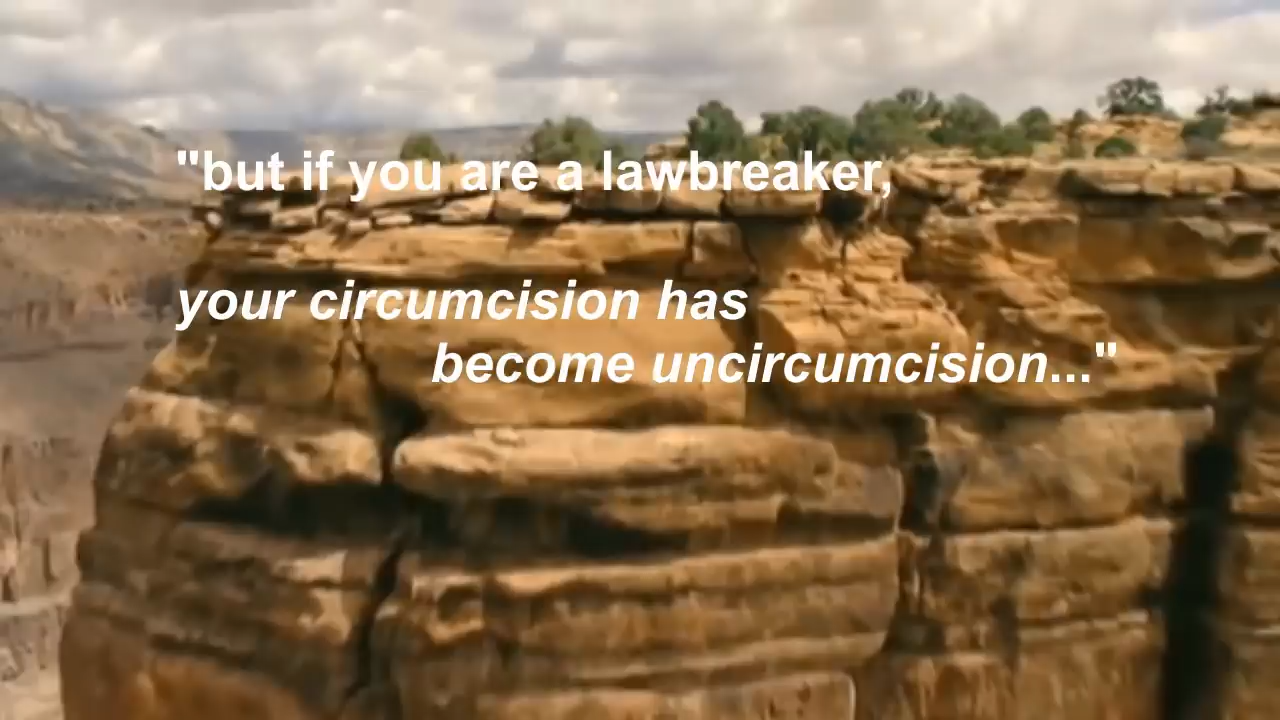 "but if you are a lawbreaker,
your circumcision has
become uncircumcision..."